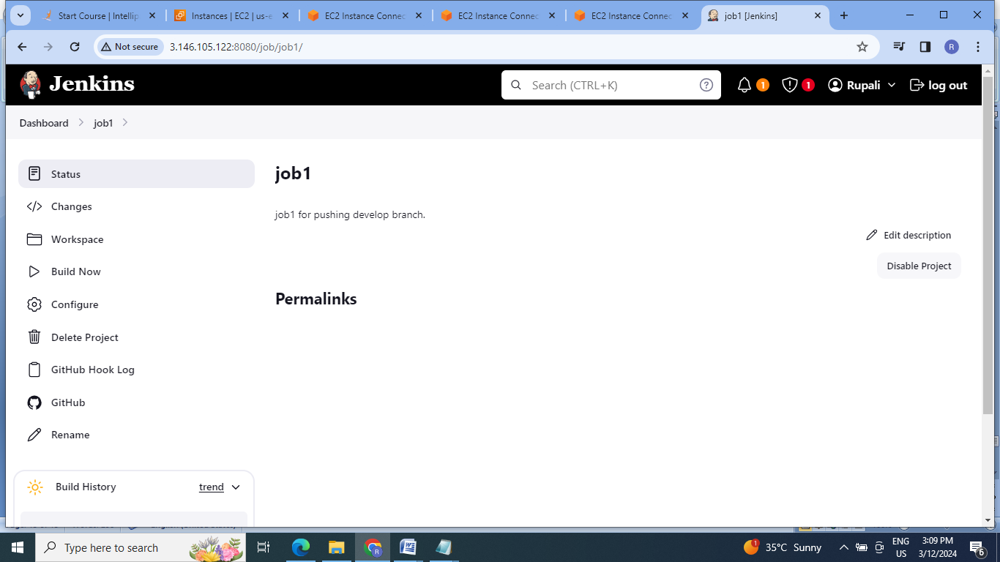 Start Course | Intellip
Instances | EC2 | us-e
EC2 Instance Connec
EC2 Instance Connec
EC2 Instance Connec
job1 [Jenkins]
Not secure
3.146.105.122:8080/job/job1/
R
Jenkins
Search (CTRL+K)
?
1
1
Rupali
log out
Dashboard
job1
Status
Changes
Workspace
Build Now
Configure
Delete Project
GitHub Hook Log
GitHub
Rename
Build History
trend
job1
job1 for pushing develop branch.
Edit description
Disable Project
Permalinks
Type here to search
R
1
35°C Sunny
ENG
US
3:09 PM
3/12/2024
6